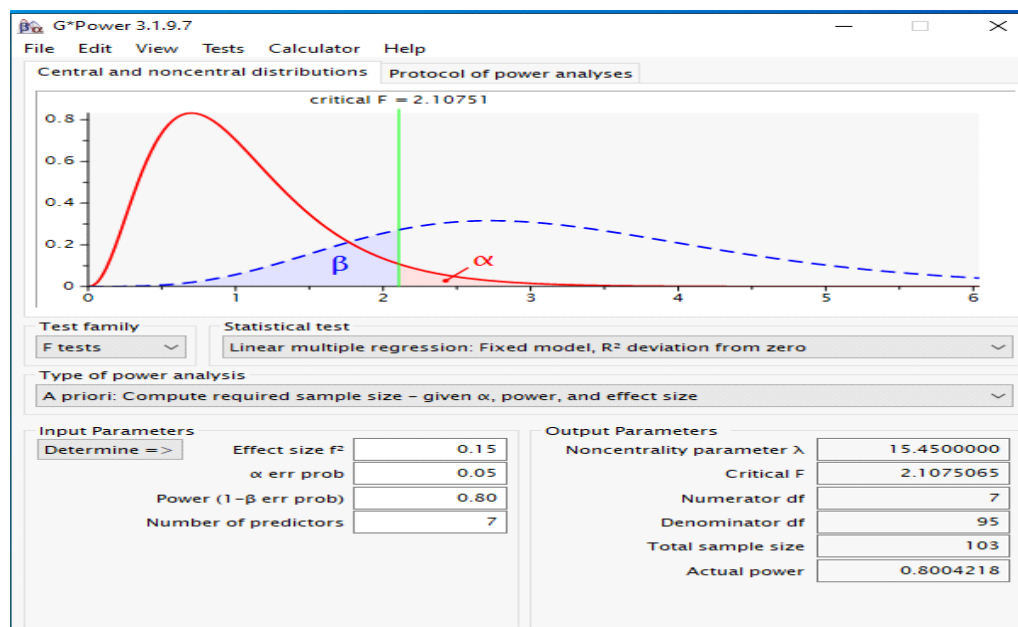 G*Power 3.1.9.7
File Edit View Tests Calculator Help
Central and noncentral distributions Protocol of power analyses
critical F = 2.10751
0.8
0.6
0.4
0.2
0
β
α
0 1 2 3 4 5 6
Test family Statistical test
F tests Linear multiple regression: Fixed model, R² deviation from zero
Type of power analysis
A priori: Compute required sample size – given α, power, and effect size
Input Parameters
Determine => Effect size f² 0.15
α err prob 0.05
Power (1-β err prob) 0.80
Number of predictors 7
Output Parameters
Noncentrality parameter λ 15.4500000
Critical F 2.1075065
Numerator df 7
Denominator df 95
Total sample size 103
Actual power 0.8004218